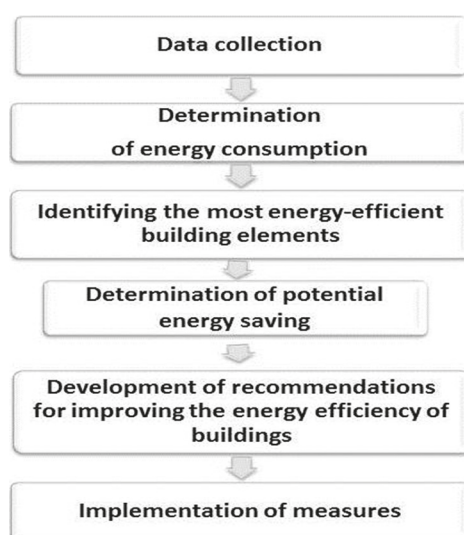 Data collection
Determination
of energy consumption
Identifying the most energy-efficient
building elements
Determination of potential
energy saving
Development of recommendations
for improving the energy efficiency of
buildings
Implementation of measures